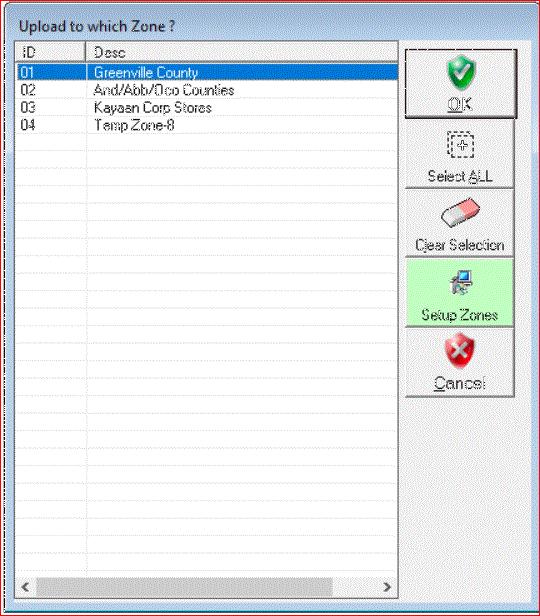 Upload to which Zone ?
ID Desc
01 Greenville County
02 And/Abb/Oco Counties
03 Kayaan Corp Stores
04 Temp Zone-8
OK
Select ALL
Clear Selection
Setup Zones
Cancel